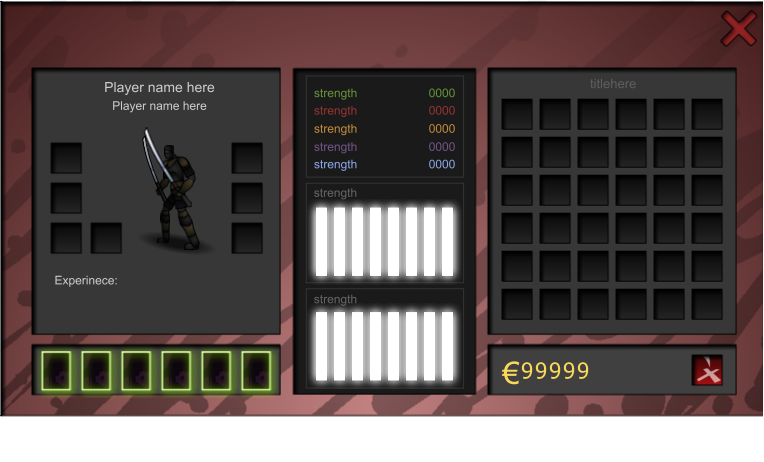 Player name here
Player name here
Experinece:
strength 0000
strength 0000
strength 0000
strength 0000
strength 0000
strength
strength
titlehere
€99999